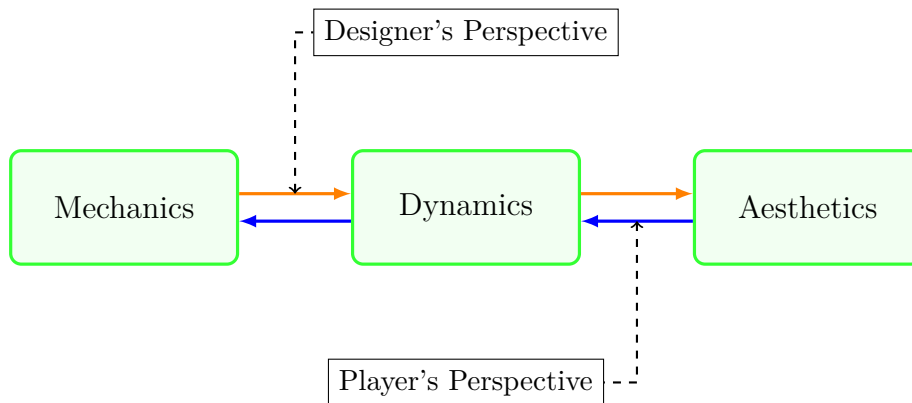 Designer's Perspective
Mechanics
Dynamics
Aesthetics
Player's Perspective